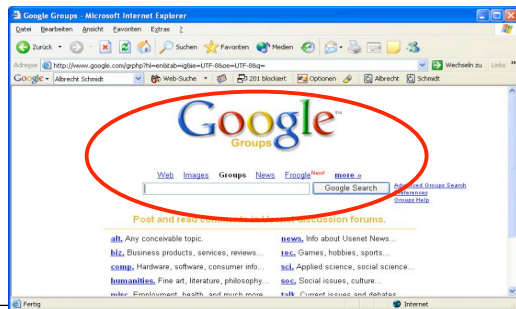 Google Groups - Microsoft Internet Explorer
Datei Bearbeiten Ansicht Favoriten Extras ?
Zurück Suchen Favoriten Medien
Adresse http://www.google.com/grphp?hl=en&tab=ig&ie=UTF-8&oe=UTF-8&q= Wechseln zu Links »
Google - Albrecht Schmidt Web-Suche 201 blockiert Optionen Albrecht Schmidt
Google™
Groups
Web Images Groups News Froogle New! more »
Google Search Advanced Groups Search
Preferences
Groups Help
Post and read comments in Usenet discussion forums.
alt. Any conceivable topic. news. Info about Usenet News...
biz. Business products, services, reviews... rec. Games, hobbies, sports...
comp. Hardware, software, consumer info... sci. Applied science, social science...
humanities. Fine art, literature, philosophy... soc. Social issues, culture...
misc. Employment, health, and much more talk. Current issues and debates
Fertig Internet